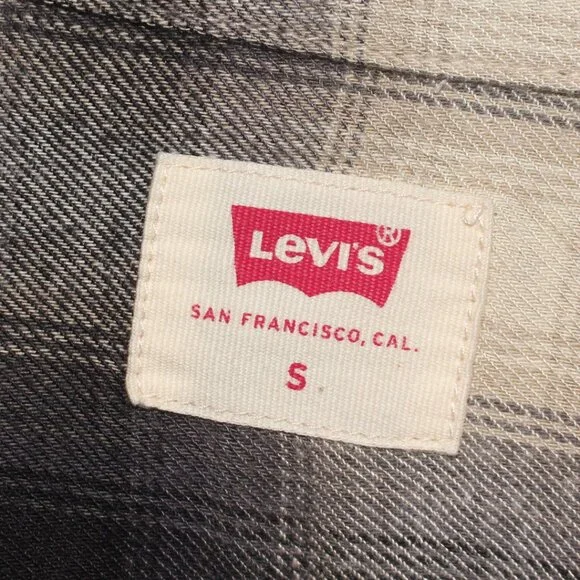 LEVI'S®
SAN FRANCISCO, CAL.
S